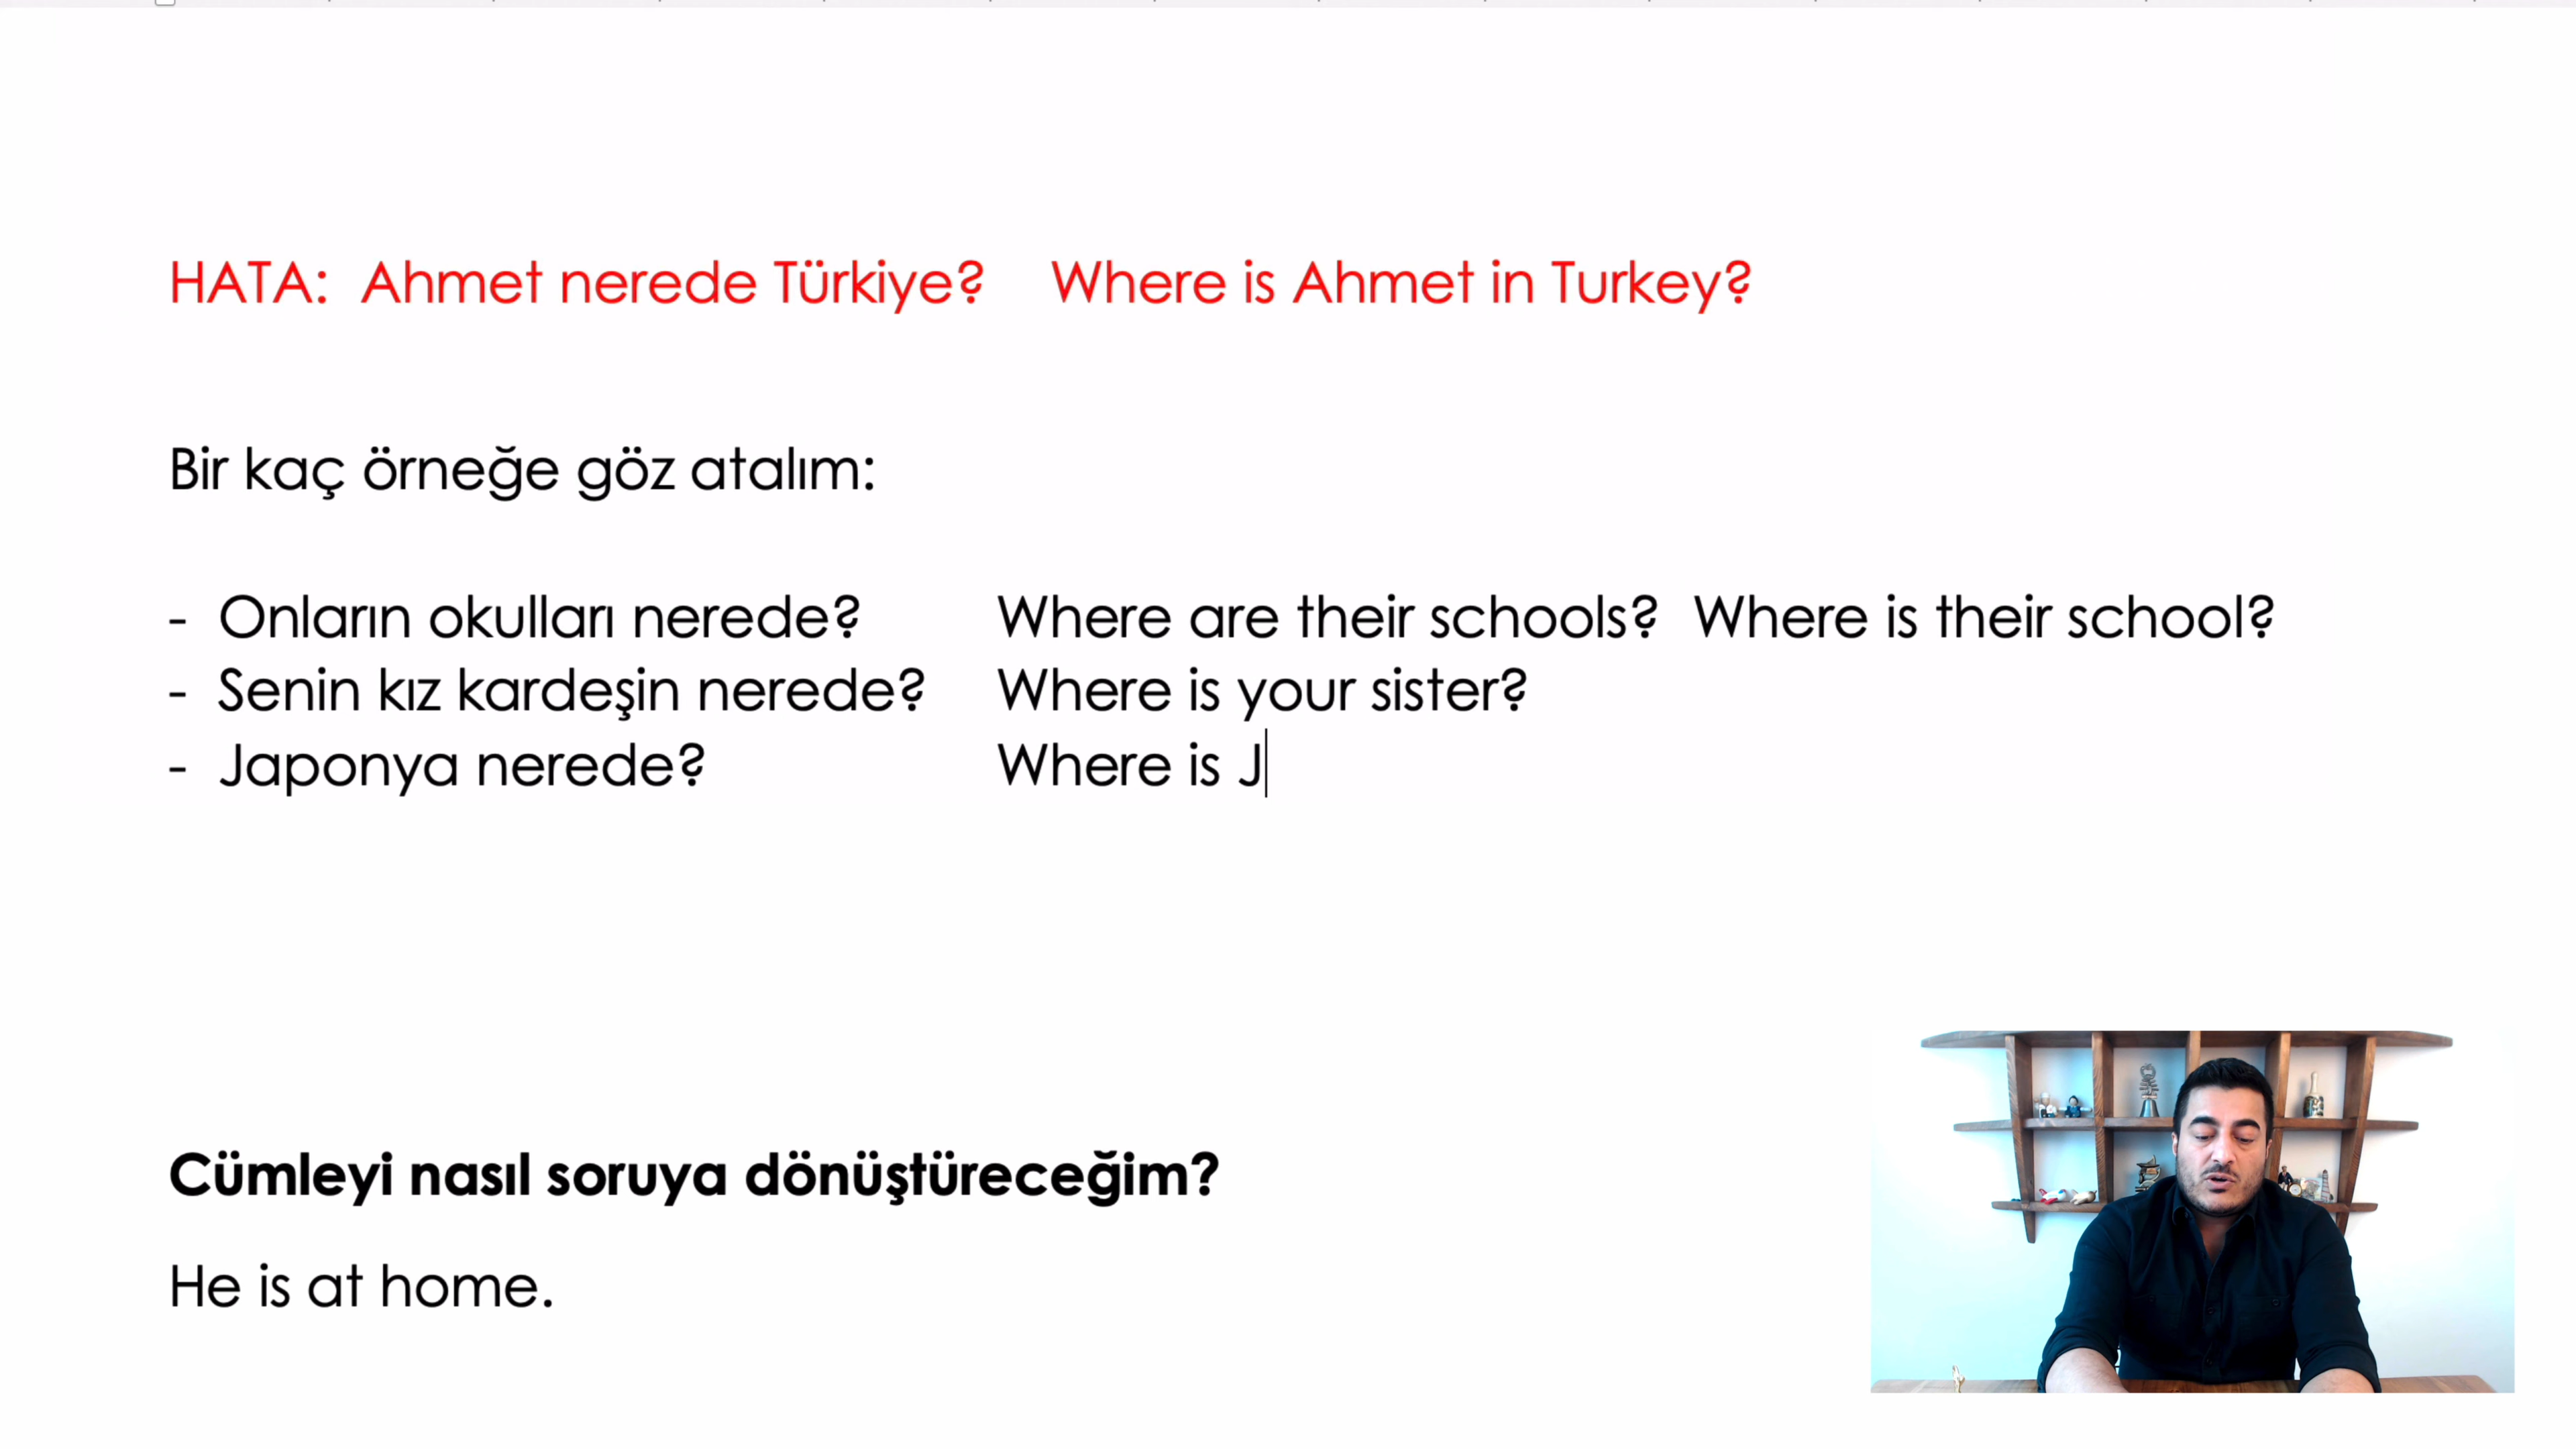 HATA: Ahmet nerede Türkiye? Where is Ahmet in Turkey?
Bir kaç örneğe göz atalım:
- Onların okulları nerede? Where are their schools? Where is their school?
- Senin kız kardeşin nerede? Where is your sister?
- Japonya nerede? Where is J
Cümleyi nasıl soruya dönüştüreceğim?
He is at home.